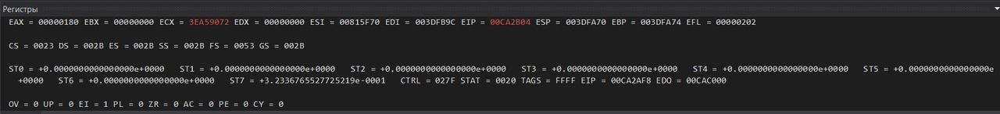 Регистры
EAX = 00000180 EBX = 00000000 ECX = 3EA59072 EDX = 00000000 ESI = 00815F70 EDI = 003DFB9C EIP = 00CA2B04 ESP = 003DFA70 EBP = 003DFA74 EFL = 00000202
CS = 0023 DS = 002B ES = 002B SS = 002B FS = 0053 GS = 002B
ST0 = +0.0000000000000000e+0000 ST1 = +0.0000000000000000e+0000 ST2 = +0.0000000000000000e+0000 ST3 = +0.0000000000000000e+0000 ST4 = +0.0000000000000000e+0000 ST5 = +0.0000000000000000e
+0000 ST6 = +0.0000000000000000e+0000 ST7 = +3.2336765527725219e-0001 CTRL = 027F STAT = 0020 TAGS = FFFF EIP = 00CA2AF8 EDO = 00CAC000
OV = 0 UP = 0 EI = 1 PL = 0 ZR = 0 AC = 0 PE = 0 CY = 0